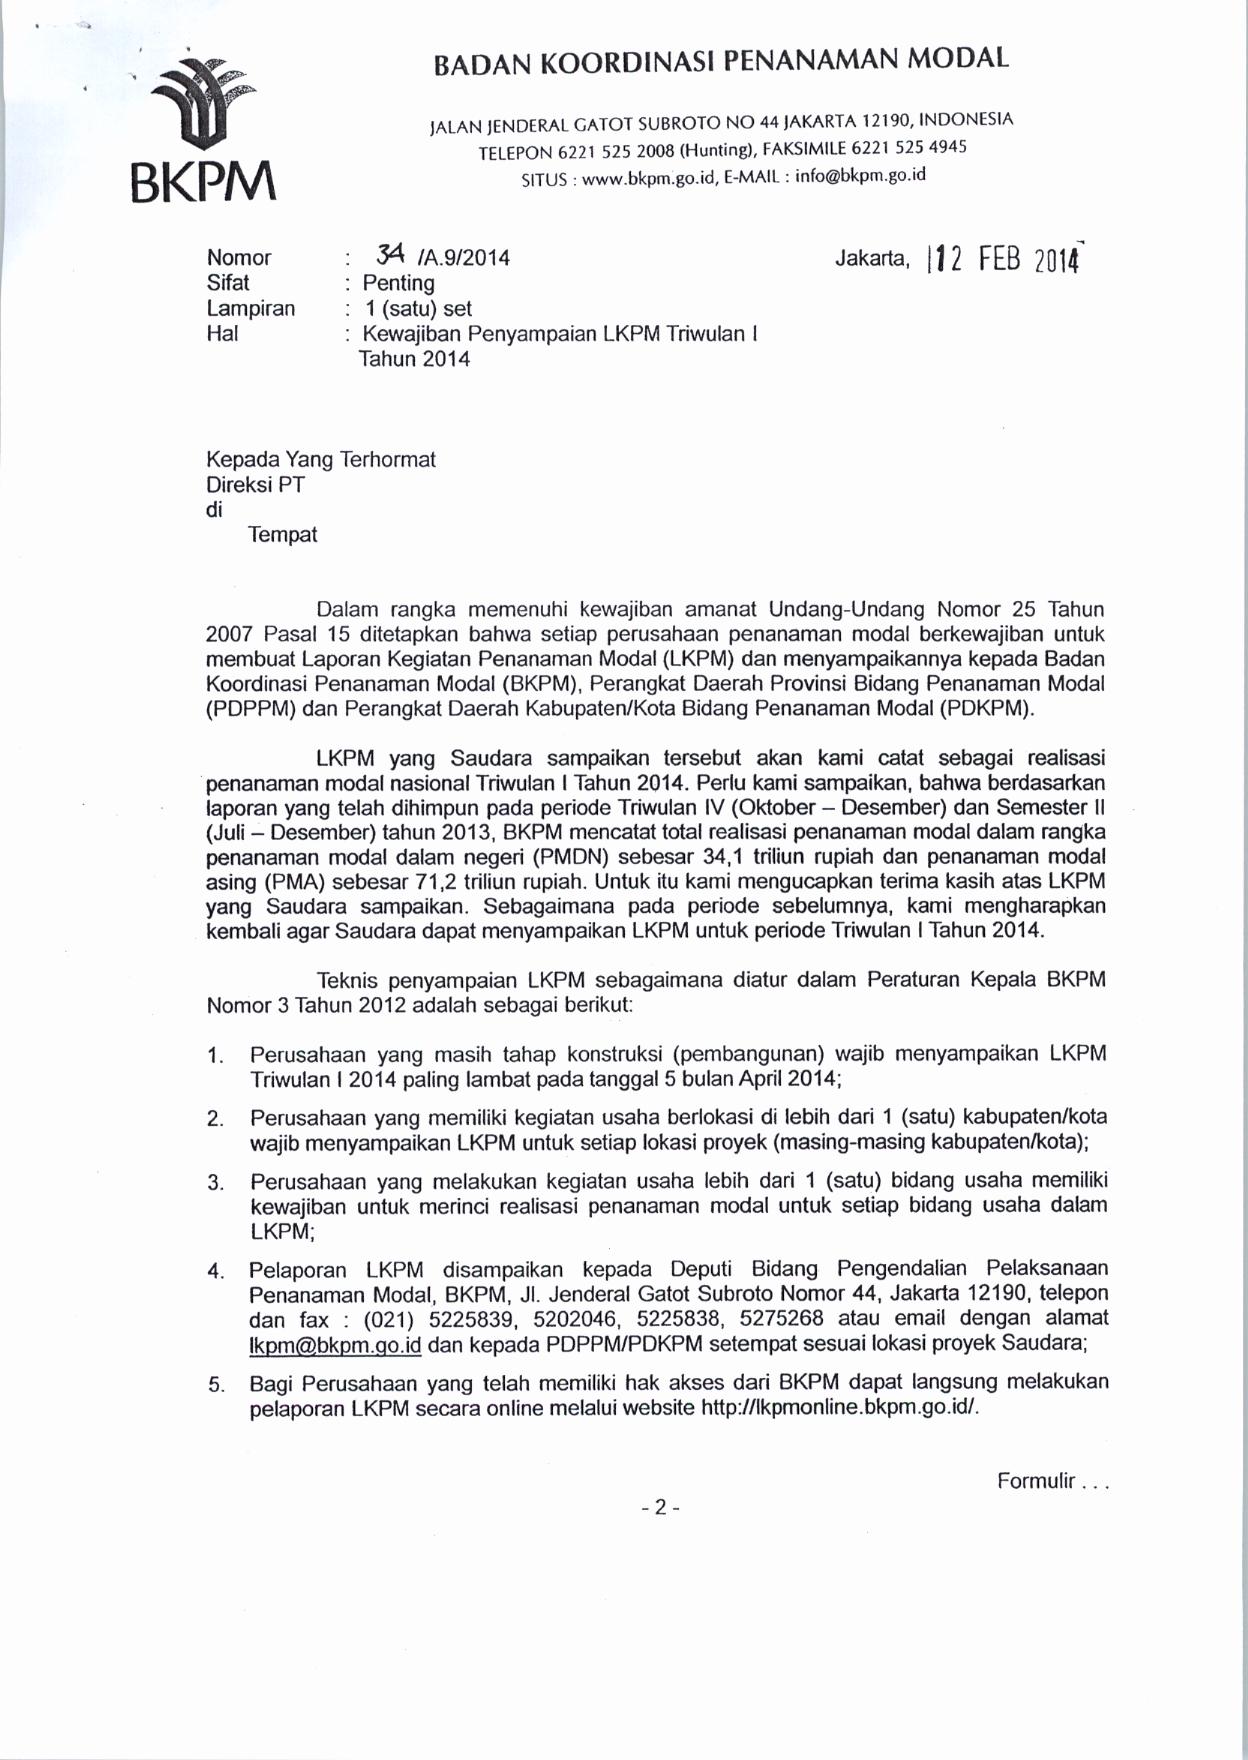 BKPM
BADAN KOORDINASI PENANAMAN MODAL
JALAN JENDERAL GATOT SUBROTO NO 44 JAKARTA 12190, INDONESIA
TELEPON 6221 525 2008 (Hunting), FAKSIMILE 6221 525 4945
SITUS : www.bkpm.go.id, E-MAIL : info@bkpm.go.id
Nomor : 34 /A.9/2014 Jakarta, 12 FEB 2014
Sifat : Penting
Lampiran : 1 (satu) set
Hal : Kewajiban Penyampaian LKPM Triwulan I
Tahun 2014
Kepada Yang Terhormat
Direksi PT
di
Tempat
Dalam rangka memenuhi kewajiban amanat Undang-Undang Nomor 25 Tahun
2007 Pasal 15 ditetapkan bahwa setiap perusahaan penanaman modal berkewajiban untuk
membuat Laporan Kegiatan Penanaman Modal (LKPM) dan menyampaikannya kepada Badan
Koordinasi Penanaman Modal (BKPM), Perangkat Daerah Provinsi Bidang Penanaman Modal
(PDPPM) dan Perangkat Daerah Kabupaten/Kota Bidang Penanaman Modal (PDKPM).
LKPM yang Saudara sampaikan tersebut akan kami catat sebagai realisasi
penanaman modal nasional Triwulan I Tahun 2014. Perlu kami sampaikan, bahwa berdasarkan
laporan yang telah dihimpun pada periode Triwulan IV (Oktober – Desember) dan Semester II
(Juli – Desember) tahun 2013, BKPM mencatat total realisasi penanaman modal dalam rangka
penanaman modal dalam negeri (PMDN) sebesar 34,1 triliun rupiah dan penanaman modal
asing (PMA) sebesar 71,2 triliun rupiah. Untuk itu kami mengucapkan terima kasih atas LKPM
yang Saudara sampaikan. Sebagaimana pada periode sebelumnya, kami mengharapkan
kembali agar Saudara dapat menyampaikan LKPM untuk periode Triwulan I Tahun 2014.
Teknis penyampaian LKPM sebagaimana diatur dalam Peraturan Kepala BKPM
Nomor 3 Tahun 2012 adalah sebagai berikut:
1. Perusahaan yang masih tahap konstruksi (pembangunan) wajib menyampaikan LKPM
Triwulan I 2014 paling lambat pada tanggal 5 bulan April 2014;
2. Perusahaan yang memiliki kegiatan usaha berlokasi di lebih dari 1 (satu) kabupaten/kota
wajib menyampaikan LKPM untuk setiap lokasi proyek (masing-masing kabupaten/kota);
3. Perusahaan yang melakukan kegiatan usaha lebih dari 1 (satu) bidang usaha memiliki
kewajiban untuk merinci realisasi penanaman modal untuk setiap bidang usaha dalam
LKPM;
4. Pelaporan LKPM disampaikan kepada Deputi Bidang Pengendalian Pelaksanaan
Penanaman Modal, BKPM, Jl. Jenderal Gatot Subroto Nomor 44, Jakarta 12190, telepon
dan fax : (021) 5225839, 5202046, 5225838, 5275268 atau email dengan alamat
lkpm@bkpm.go.id dan kepada PDPPM/PDKPM setempat sesuai lokasi proyek Saudara;
5. Bagi Perusahaan yang telah memiliki hak akses dari BKPM dapat langsung melakukan
pelaporan LKPM secara online melalui website http://lkpmonline.bkpm.go.id/.
Formulir . . .
- 2 -